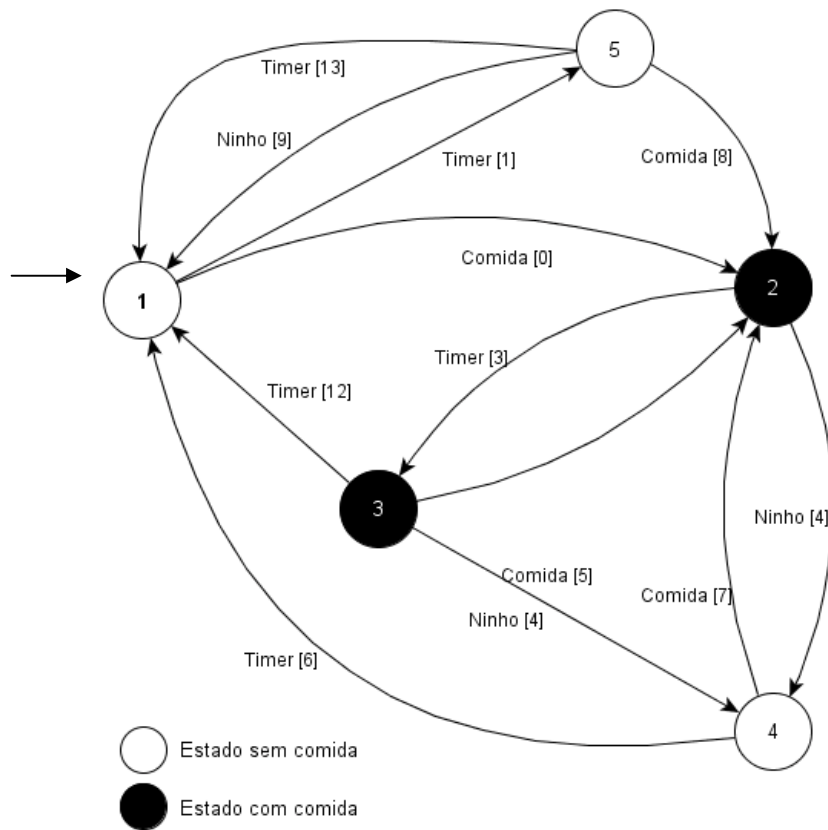 5
Timer [13]
Ninho [9]
Timer [1]
Comida [8]
Comida [0]
1
2
Timer [3]
Timer [12]
3
Ninho [4]
Comida [5]
Comida [7]
Ninho [4]
Timer [6]
4
Estado sem comida
Estado com comida